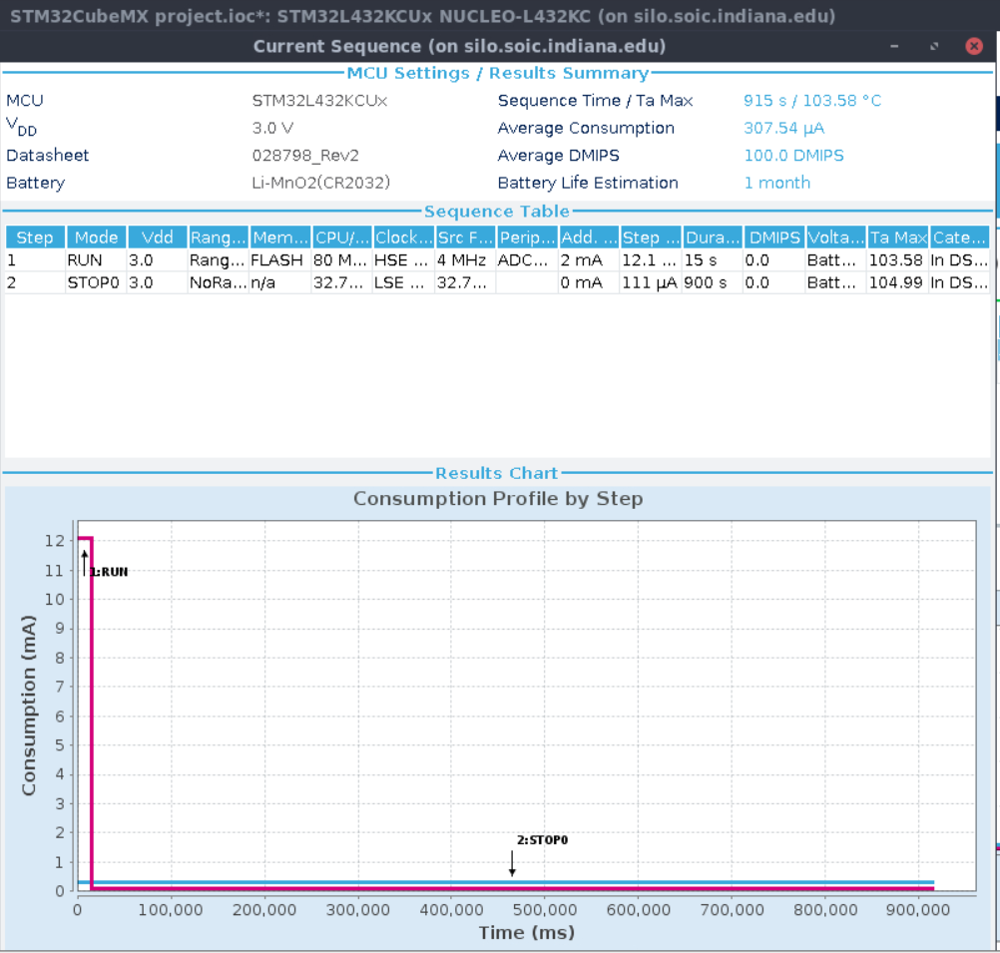 STM32CubeMX project.ioc*: STM32L432KCUx NUCLEO-L432KC (on silo.soic.indiana.edu)
Current Sequence (on silo.soic.indiana.edu)
MCU Settings / Results Summary
MCU STM32L432KCUx Sequence Time / Ta Max 915 s / 103.58 °C
VDD 3.0 V Average Consumption 307.54 µA
Datasheet 028798_Rev2 Average DMIPS 100.0 DMIPS
Battery Li-MnO2(CR2032) Battery Life Estimation 1 month
Sequence Table
Step Mode Vdd Rang... Mem... CPU/... Clock... Src F... Perip... Add. ... Step ... Dura... DMIPS Volta... Ta Max Cate...
1 RUN 3.0 Rang... FLASH 80 M... HSE ... 4 MHz ADC... 2 mA 12.1 ... 15 s 0.0 Batt... 103.58 In DS...
2 STOP0 3.0 NoRa... n/a 32.7... LSE ... 32.7... 0 mA 111 µA 900 s 0.0 Batt... 104.99 In DS...
Results Chart
Consumption Profile by Step
Consumption (mA)
12
11
10
9
8
7
6
5
4
3
2
1
0
1:RUN
2:STOP0
0 100,000 200,000 300,000 400,000 500,000 600,000 700,000 800,000 900,000
Time (ms)